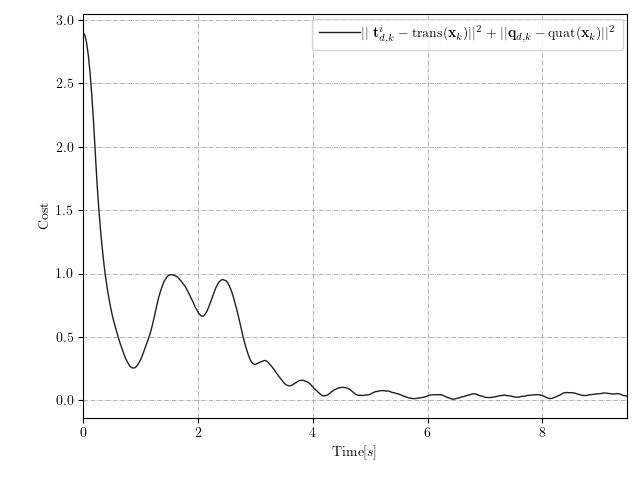 || t^i_{d,k} − trans(x_k)||^2 + ||q_{d,k} − quat(x_k)||^2
3.0
2.5
2.0
1.5
1.0
0.5
0.0
Cost
0 2 4 6 8
Time[s]